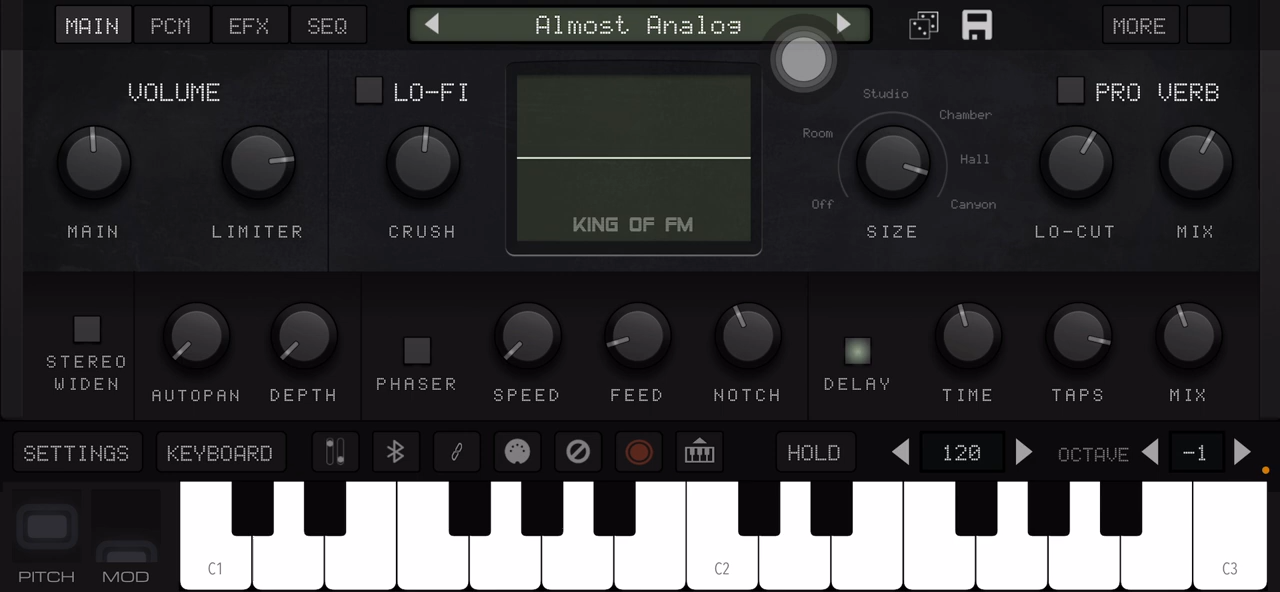 MAIN PCM EFX SEQ Almost Analog MORE
VOLUME LO-FI PRO VERB
Studio
Chamber
Room
Hall
Off Canyon
KING OF FM
MAIN LIMITER CRUSH SIZE LO-CUT MIX
STEREO
WIDEN AUTOPAN DEPTH PHASER SPEED FEED NOTCH DELAY TIME TAPS MIX
SETTINGS KEYBOARD HOLD 120 OCTAVE -1
C1 C2 C3
PITCH MOD